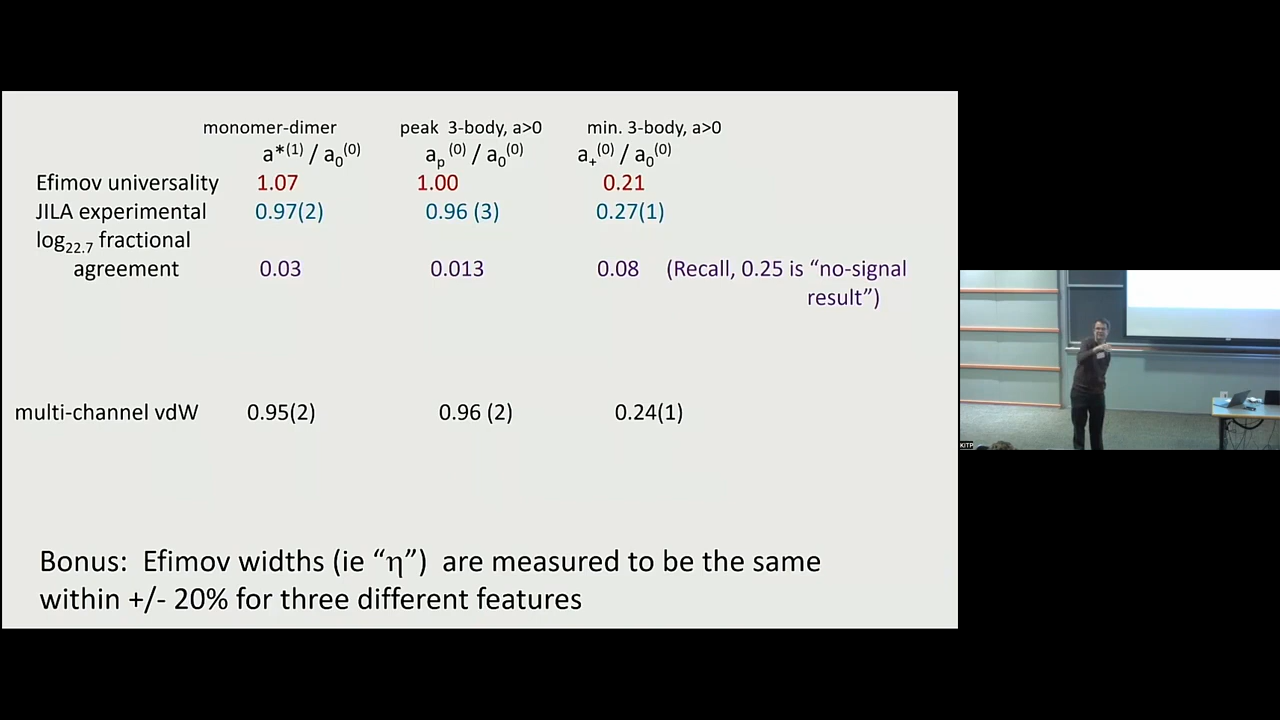 monomer-dimer peak 3-body, a>0 min. 3-body, a>0
a*(1) / a0(0) ap (0) / a0(0) a+(0) / a0(0)
Efimov universality 1.07 1.00 0.21
JILA experimental 0.97(2) 0.96 (3) 0.27(1)
log22.7 fractional
agreement 0.03 0.013 0.08 (Recall, 0.25 is “no-signal
result”)
multi-channel vdW 0.95(2) 0.96 (2) 0.24(1)
Bonus: Efimov widths (ie “η”) are measured to be the same
within +/- 20% for three different features
KITP